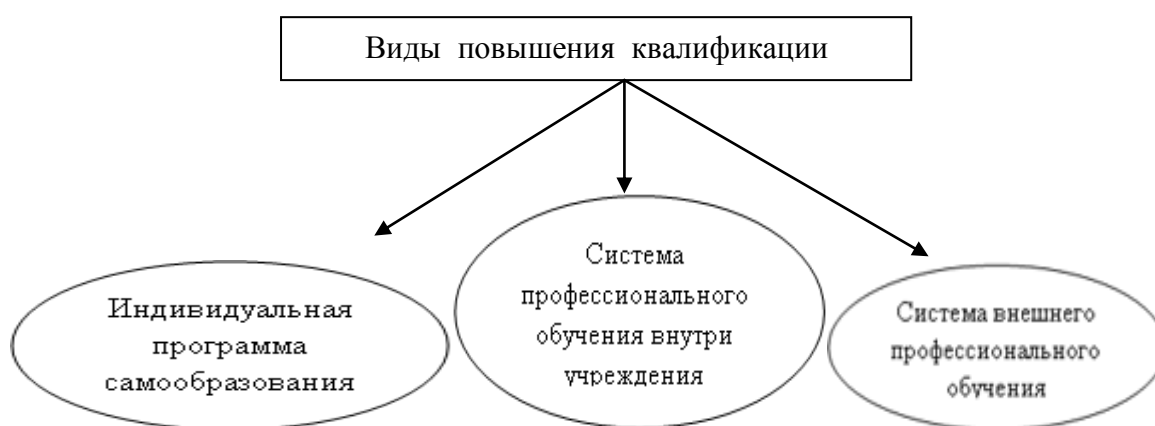 Виды повышения квалификации
Индивидуальная
программа
самообразования
Система
профессионального
обучения внутри
учреждения
Система внешнего
профессионального
обучения